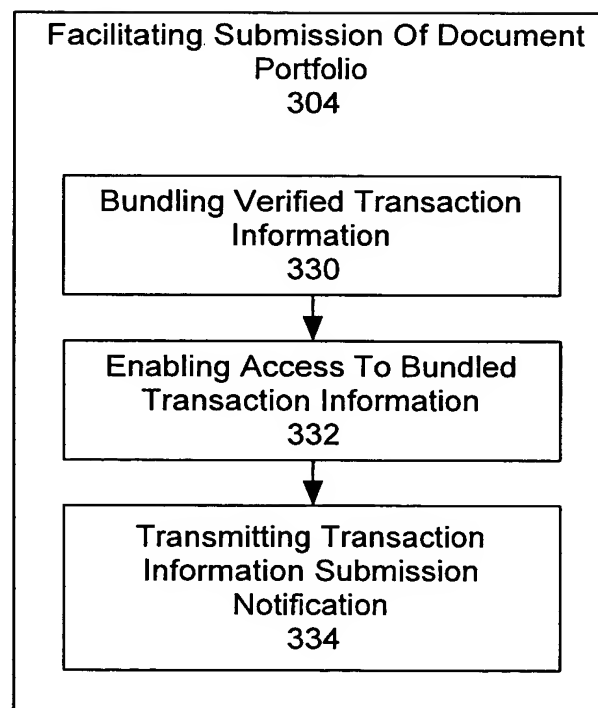 Facilitating Submission Of Document
Portfolio
304
Bundling Verified Transaction
Information
330
Enabling Access To Bundled
Transaction Information
332
Transmitting Transaction
Information Submission
Notification
334